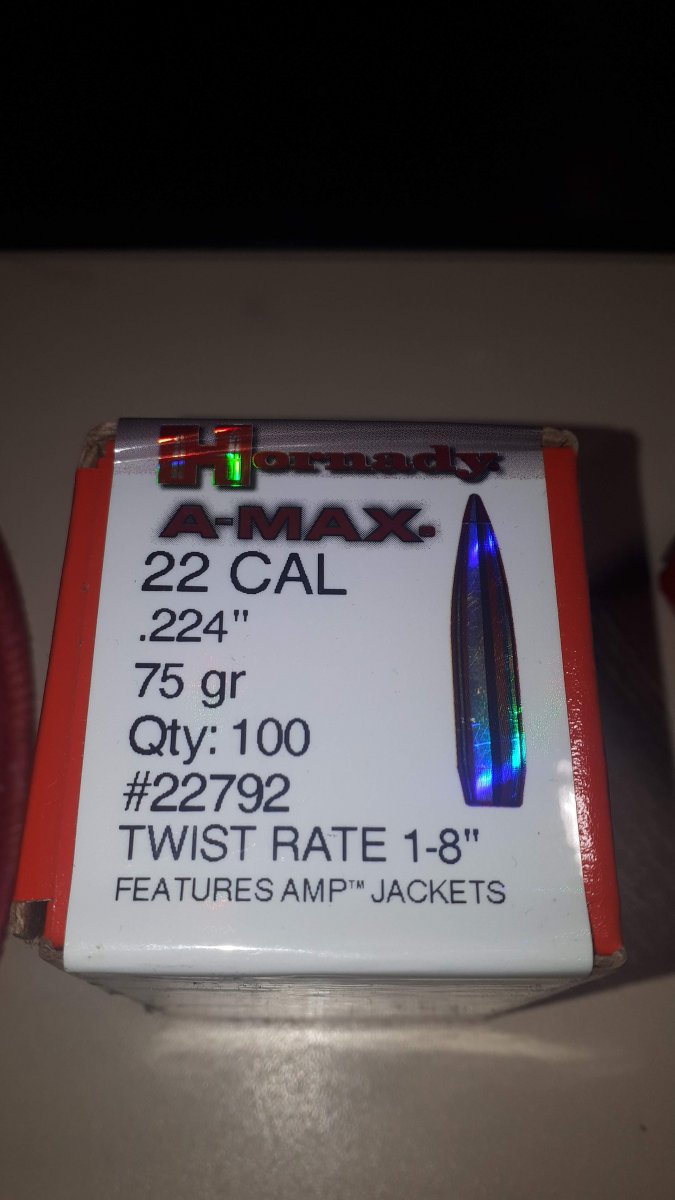 Hornady
A-MAX.
22 CAL
.224"
75 gr
Qty: 100
#22792
TWIST RATE 1-8"
FEATURES AMP™ JACKETS